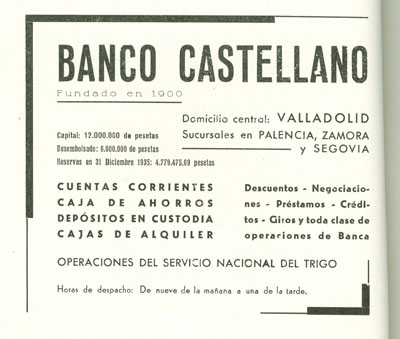 BANCO CASTELLANO
Fundado en 1900
Domicilio central: VALLADOLID
Sucursales en PALENCIA, ZAMORA
y SEGOVIA
Capital: 12.000.000 de pesetas
Desembolsado: 6.000.000 de pesetas
Reservas en 31 Diciembre 1935: 4.779.475,69 pesetas
CUENTAS CORRIENTES
CAJA DE AHORROS
DEPÓSITOS EN CUSTODIA
CAJAS DE ALQUILER
Descuentos - Negociacio-
nes - Préstamos - Crédi-
tos - Giros y toda clase de
operaciones de Banca
OPERACIONES DEL SERVICIO NACIONAL DEL TRIGO
Horas de despacho: De nueve de la mañana a una de la tarde.